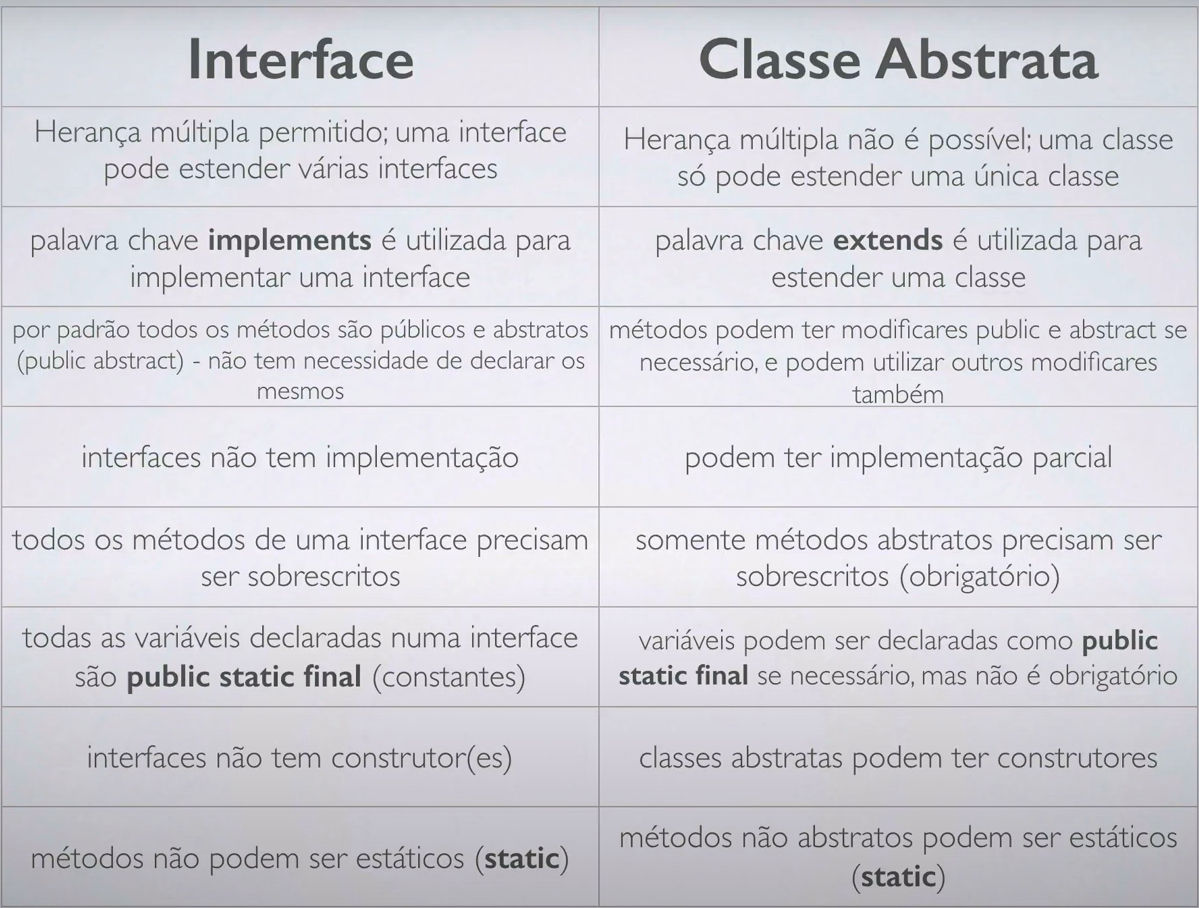 Interface
Classe Abstrata
Herança múltipla permitido; uma interface
pode estender várias interfaces
Herança múltipla não é possível; uma classe
só pode estender uma única classe
palavra chave implements é utilizada para
implementar uma interface
palavra chave extends é utilizada para
estender uma classe
por padrão todos os métodos são públicos e abstratos
(public abstract) - não tem necessidade de declarar os
mesmos
métodos podem ter modificares public e abstract se
necessário, e podem utilizar outros modificares
também
interfaces não tem implementação
podem ter implementação parcial
todos os métodos de uma interface precisam
ser sobrescritos
somente métodos abstratos precisam ser
sobrescritos (obrigatório)
todas as variáveis declaradas numa interface
são public static final (constantes)
variáveis podem ser declaradas como public
static final se necessário, mas não é obrigatório
interfaces não tem construtor(es)
classes abstratas podem ter construtores
métodos não podem ser estáticos (static)
métodos não abstratos podem ser estáticos
(static)